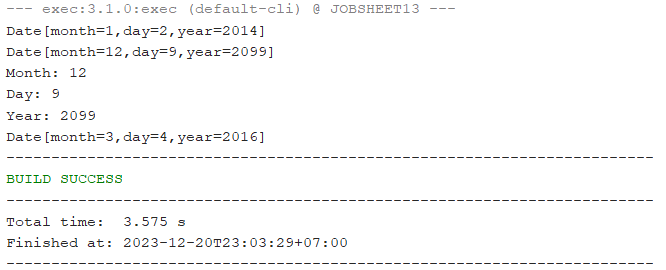 --- exec:3.1.0:exec (default-cli) @ JOBSHEET13 ---
Date[month=1,day=2,year=2014]
Date[month=12,day=9,year=2099]
Month: 12
Day: 9
Year: 2099
Date[month=3,day=4,year=2016]
------------------------------------------------------------------------
BUILD SUCCESS
------------------------------------------------------------------------
Total time:  3.575 s
Finished at: 2023-12-20T23:03:29+07:00
------------------------------------------------------------------------